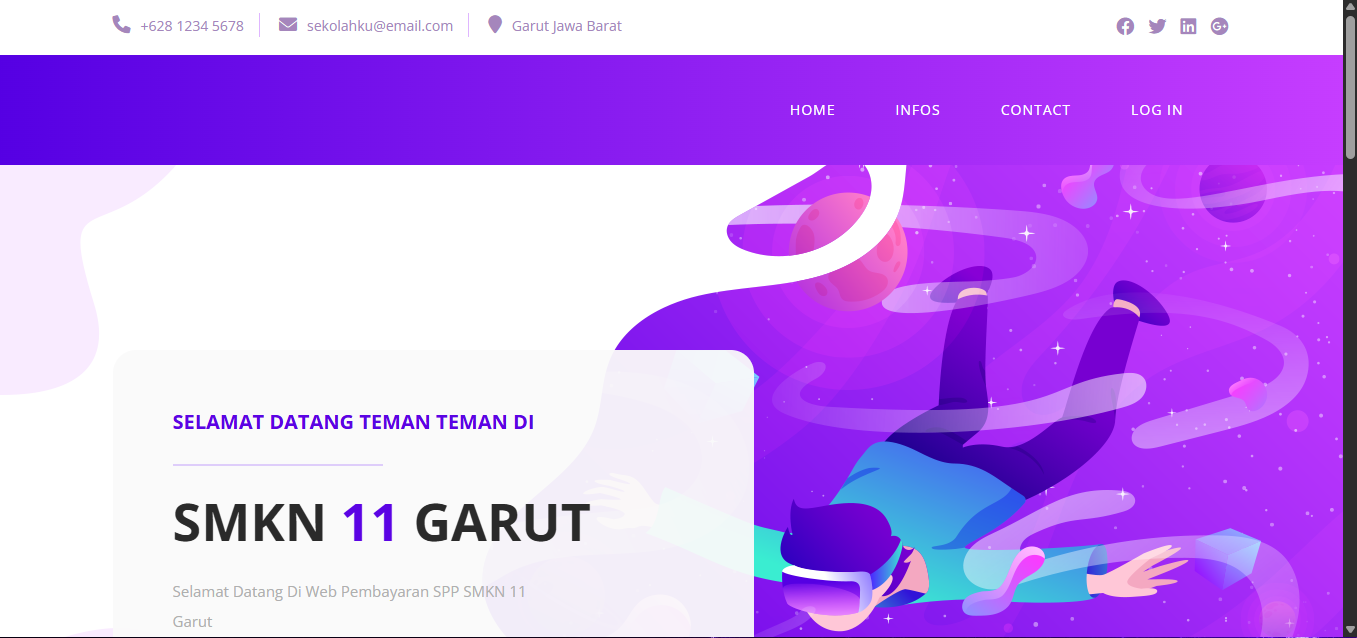 +628 1234 5678
sekolahku@email.com
Garut Jawa Barat
HOME
INFOS
CONTACT
LOG IN
SELAMAT DATANG TEMAN TEMAN DI
SMKN 11 GARUT
Selamat Datang Di Web Pembayaran SPP SMKN 11
Garut